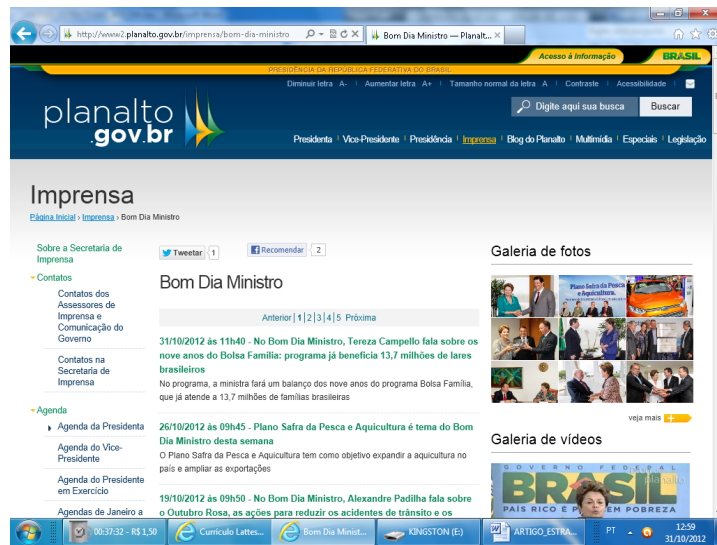 http://www2.planalto.gov.br/imprensa/bom-dia-ministro
Bom Dia Ministro — Planalt...
Acesso à Informação
BRASIL
PRESIDÊNCIA DA REPÚBLICA FEDERATIVA DO BRASIL
Diminuir letra A- | Aumentar letra A+ | Tamanho normal da letra A | Contraste | Acessibilidade
planalto
.gov.br
Digite aqui sua busca
Buscar
Presidenta | Vice-Presidente | Presidência | Imprensa | Blog do Planalto | Multimídia | Especiais | Legislação
Imprensa
Página Inicial › Imprensa › Bom Dia Ministro
Sobre a Secretaria de
Imprensa
Contatos
Contatos dos
Assessores de
Imprensa e
Comunicação do
Governo
Contatos na
Secretaria de
Imprensa
Agenda
Agenda da Presidenta
Agenda do Vice-
Presidente
Agenda do Presidente
em Exercício
Agendas de Janeiro a
Tweetar 1
Recomendar 2
Bom Dia Ministro
Anterior | 1 | 2 | 3 | 4 | 5 Próxima
31/10/2012 às 11h40 - No Bom Dia Ministro, Tereza Campello fala sobre os
nove anos do Bolsa Família: programa já beneficia 13,7 milhões de lares
brasileiros
No programa, a ministra fará um balanço dos nove anos do programa Bolsa Família,
que já atende a 13,7 milhões de famílias brasileiras
26/10/2012 às 09h45 - Plano Safra da Pesca e Aquicultura é tema do Bom
Dia Ministro desta semana
O Plano Safra da Pesca e Aquicultura tem como objetivo expandir a aquicultura no
país e ampliar as exportações
19/10/2012 às 09h50 - No Bom Dia Ministro, Alexandre Padilha fala sobre
o Outubro Rosa, as ações para reduzir os acidentes de trânsito e os
Galeria de fotos
Plano Safra da Pesca
e Aquicultura.
veja mais
Galeria de vídeos
GOVERNO FEDERAL
planalto
BRASIL
PAÍS RICO É PAÍS SEM POBREZA
00:37:32 - R$ 1,50
Currículo Lattes...
Bom Dia Minist...
KINGSTON (E:)
ARTIGO_ESTRA...
PT
12:59
31/10/2012